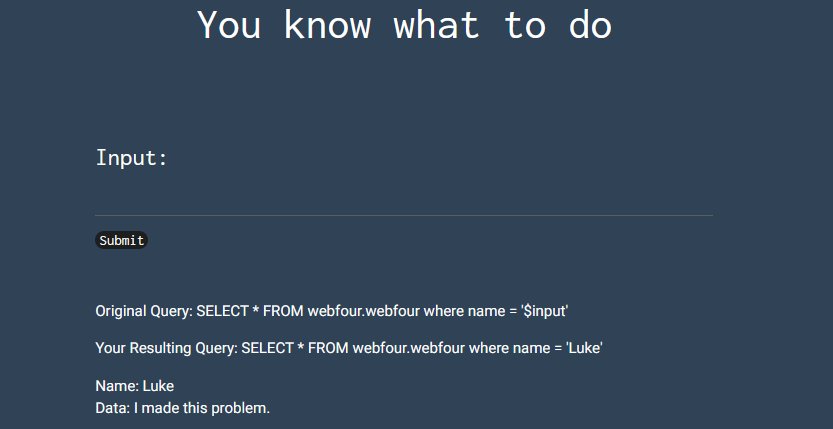 You know what to do
Input:
Submit
Original Query: SELECT * FROM webfour.webfour where name = '$input'
Your Resulting Query: SELECT * FROM webfour.webfour where name = 'Luke'
Name: Luke
Data: I made this problem.